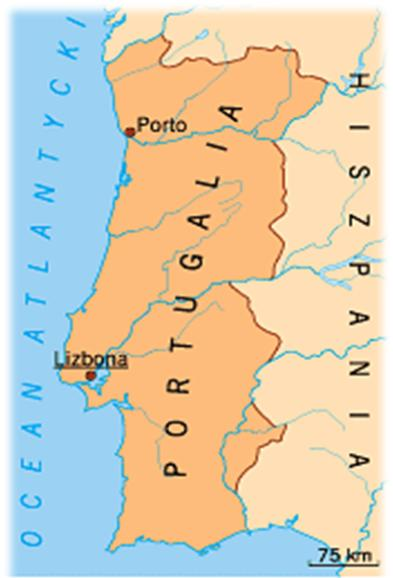 OCEAN ATLANTYCKI
Porto
PORTUGALIA
HISZPANIA
Lizbona
75 km